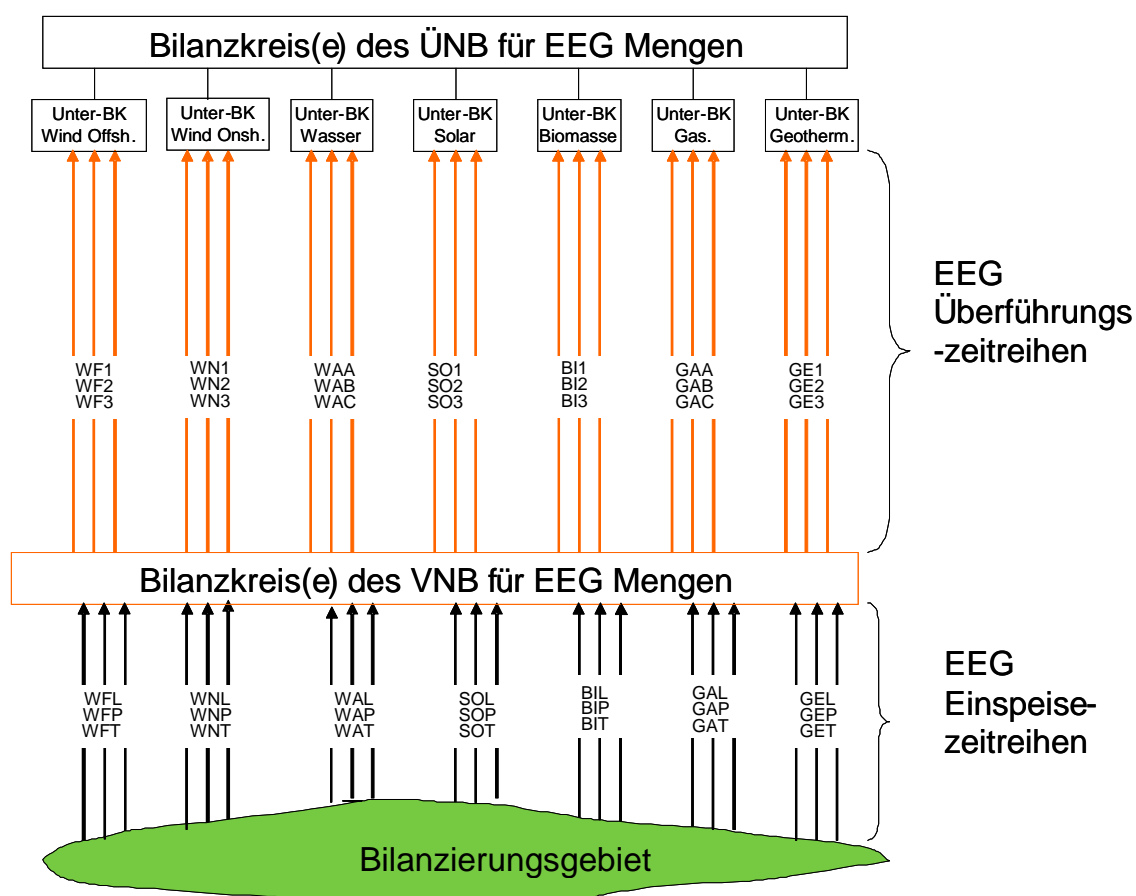 Bilanzkreis(e) des ÜNB für EEG Mengen
Unter-BK
Wind Offsh.
Unter-BK
Wind Onsh.
Unter-BK
Wasser
Unter-BK
Solar
Unter-BK
Biomasse
Unter-BK
Gas.
Unter-BK
Geotherm.
EEG
Überführungs
-zeitreihen
WF1
WF2
WF3
WN1
WN2
WN3
WAA
WAB
WAC
SO1
SO2
SO3
BI1
BI2
BI3
GAA
GAB
GAC
GE1
GE2
GE3
Bilanzkreis(e) des VNB für EEG Mengen
WFL
WFP
WFT
WNL
WNP
WNT
WAL
WAP
WAT
SOL
SOP
SOT
BIL
BIP
BIT
GAL
GAP
GAT
GEL
GEP
GET
EEG
Einspeise-
zeitreihen
Bilanzierungsgebiet